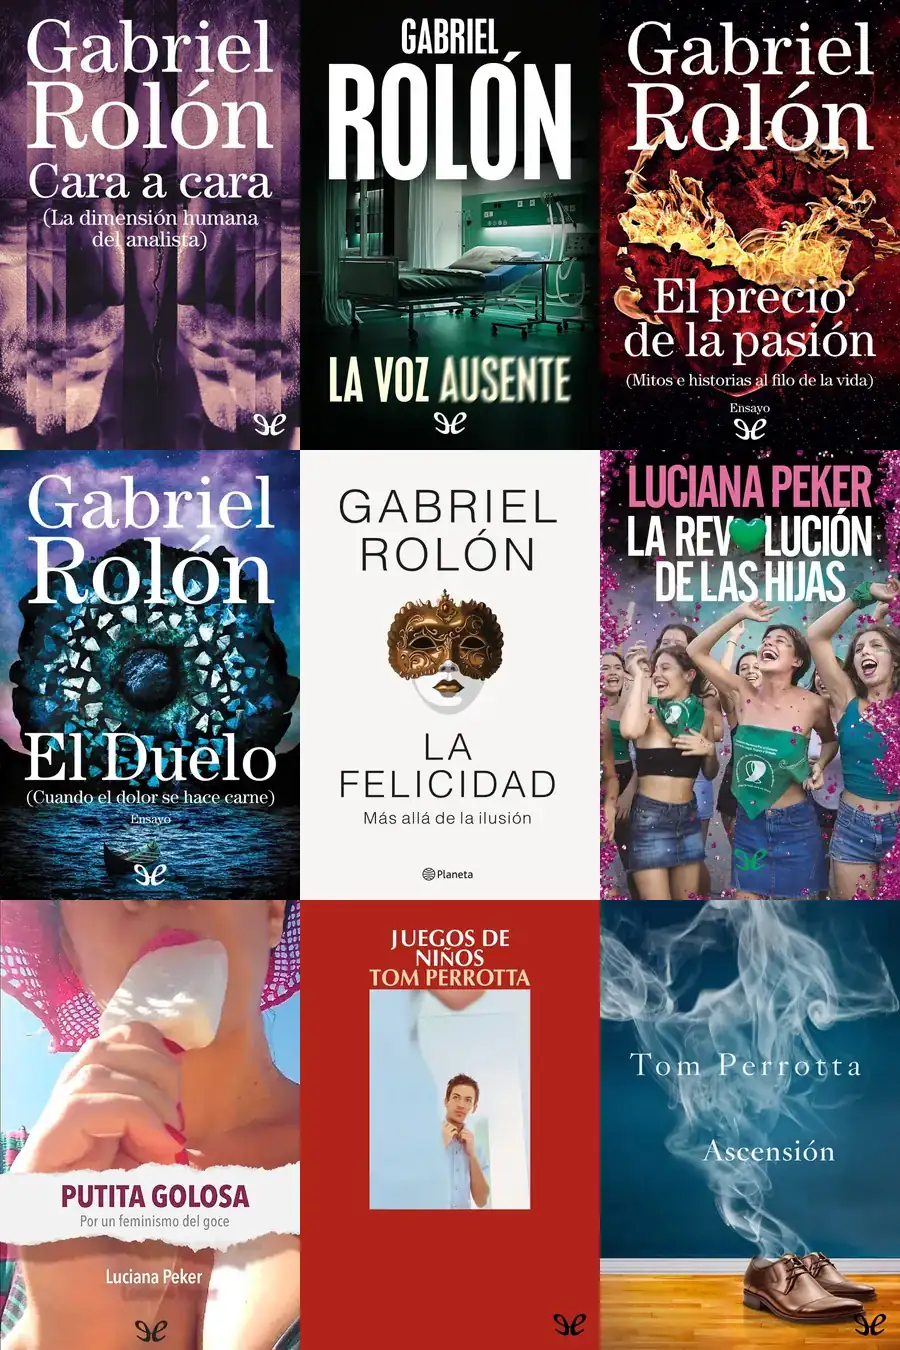 Gabriel
Rolón
Cara a cara
(La dimensión humana
del analista)
GABRIEL
ROLÓN
LA VOZ AUSENTE
Gabriel
Rolón
El precio
de la pasión
(Mitos e historias al filo de la vida)
Ensayo
Gabriel
Rolón
El Duelo
(Cuando el dolor se hace carne)
Ensayo
GABRIEL
ROLÓN
LA
FELICIDAD
Más allá de la ilusión
Planeta
LUCIANA PEKER
LA REV LUCIÓN
DE LAS HIJAS
PUTITA GOLOSA
Por un feminismo del goce
Luciana Peker
JUEGOS DE
NIÑOS
TOM PERROTTA
Tom Perrotta
Ascensión